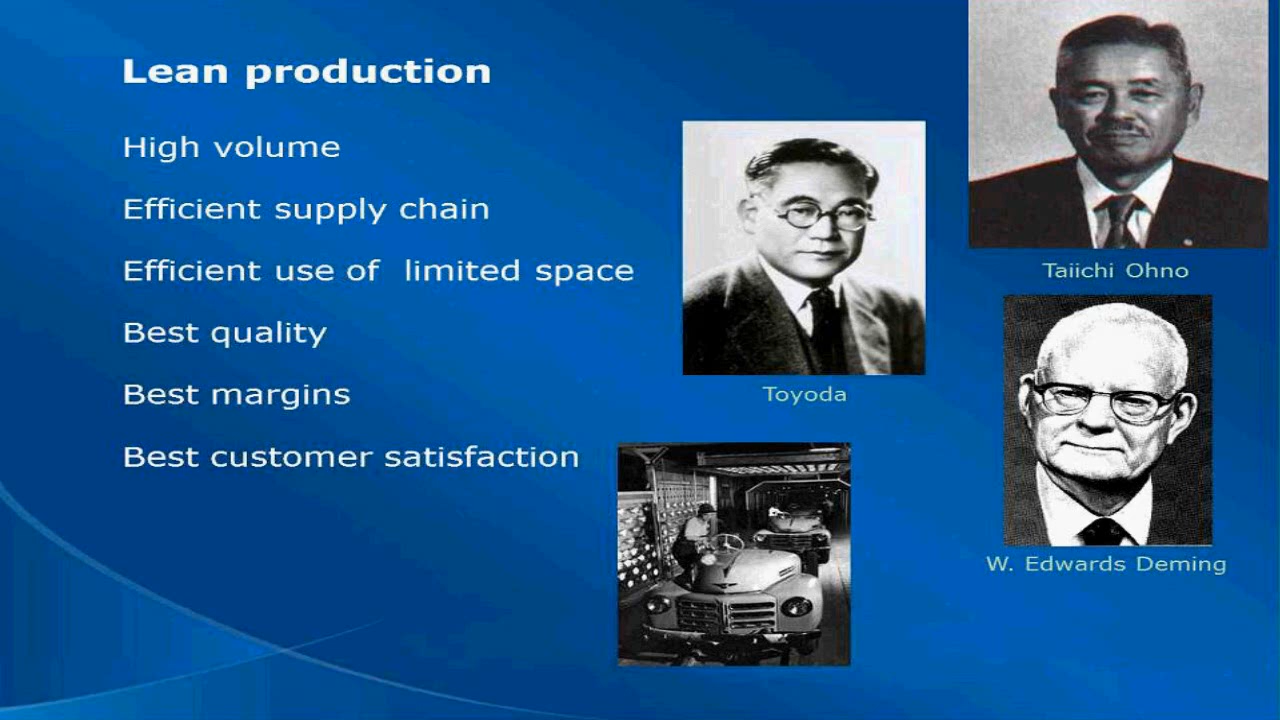 Lean production
High volume
Efficient supply chain
Efficient use of  limited space
Best quality
Best margins
Best customer satisfaction
Toyoda
Taiichi Ohno
W. Edwards Deming